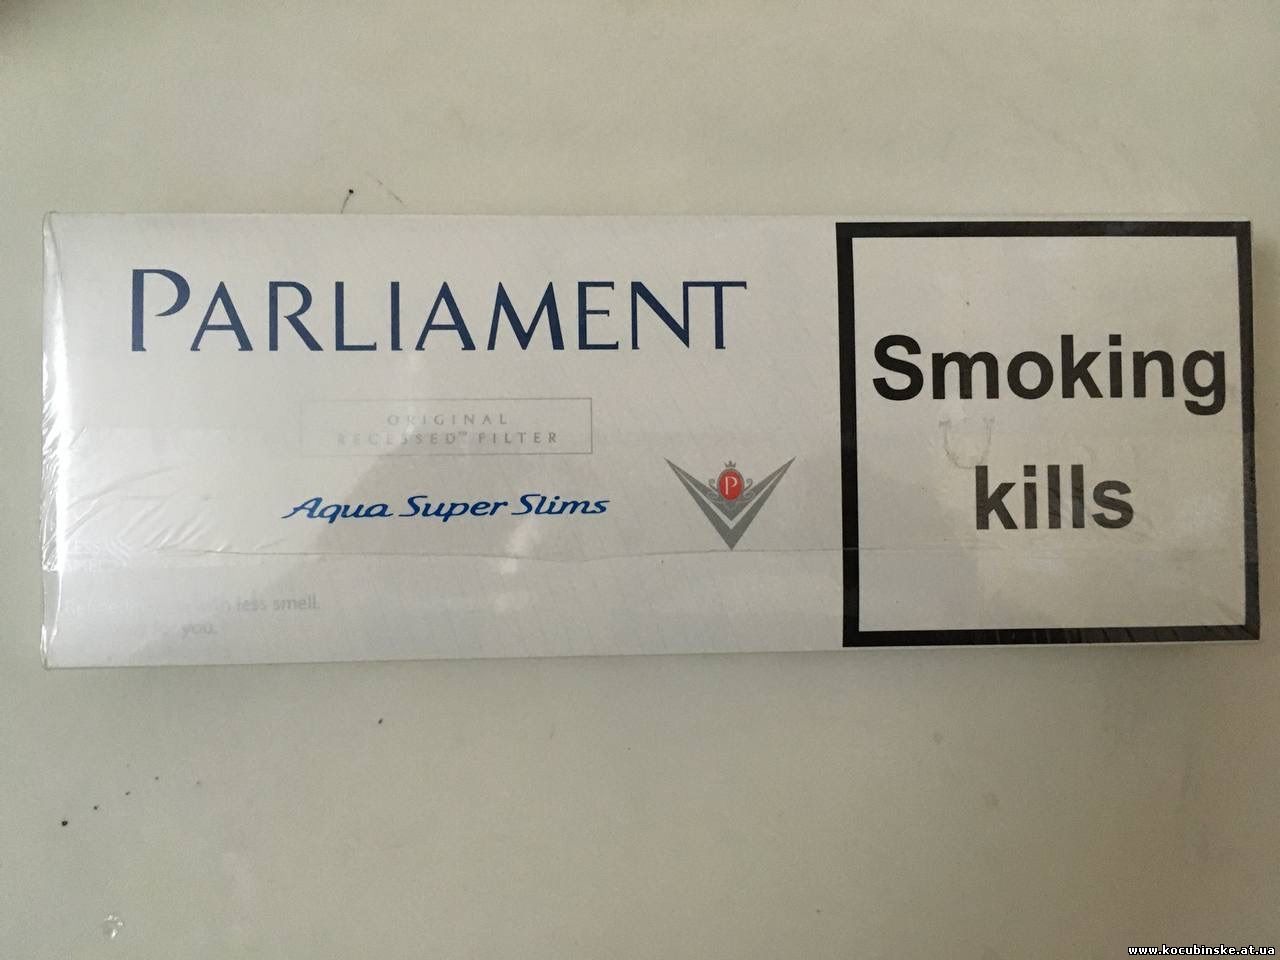 PARLIAMENT
ORIGINAL
RECESSED™ FILTER
Aqua Super Slims
P
Smoking
kills
less smell.
you.
www.kocubinske.at.ua